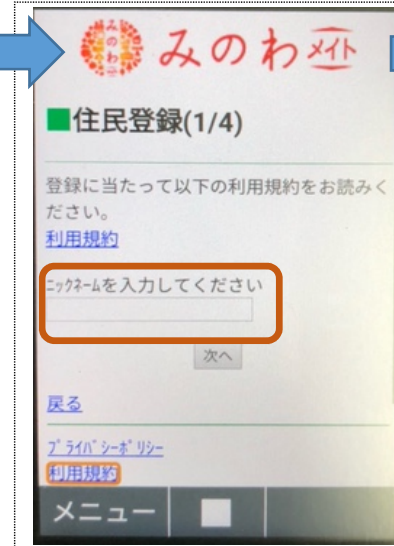 みのわ
みのわメイト
■住民登録(1/4)
登録に当たって以下の利用規約をお読みく
ださい。
利用規約
ﾆｯｸﾈｰﾑを入力してください
次へ
戻る
ﾌﾟﾗｲﾊﾞｼｰﾎﾟﾘｼｰ
利用規約
メニュー